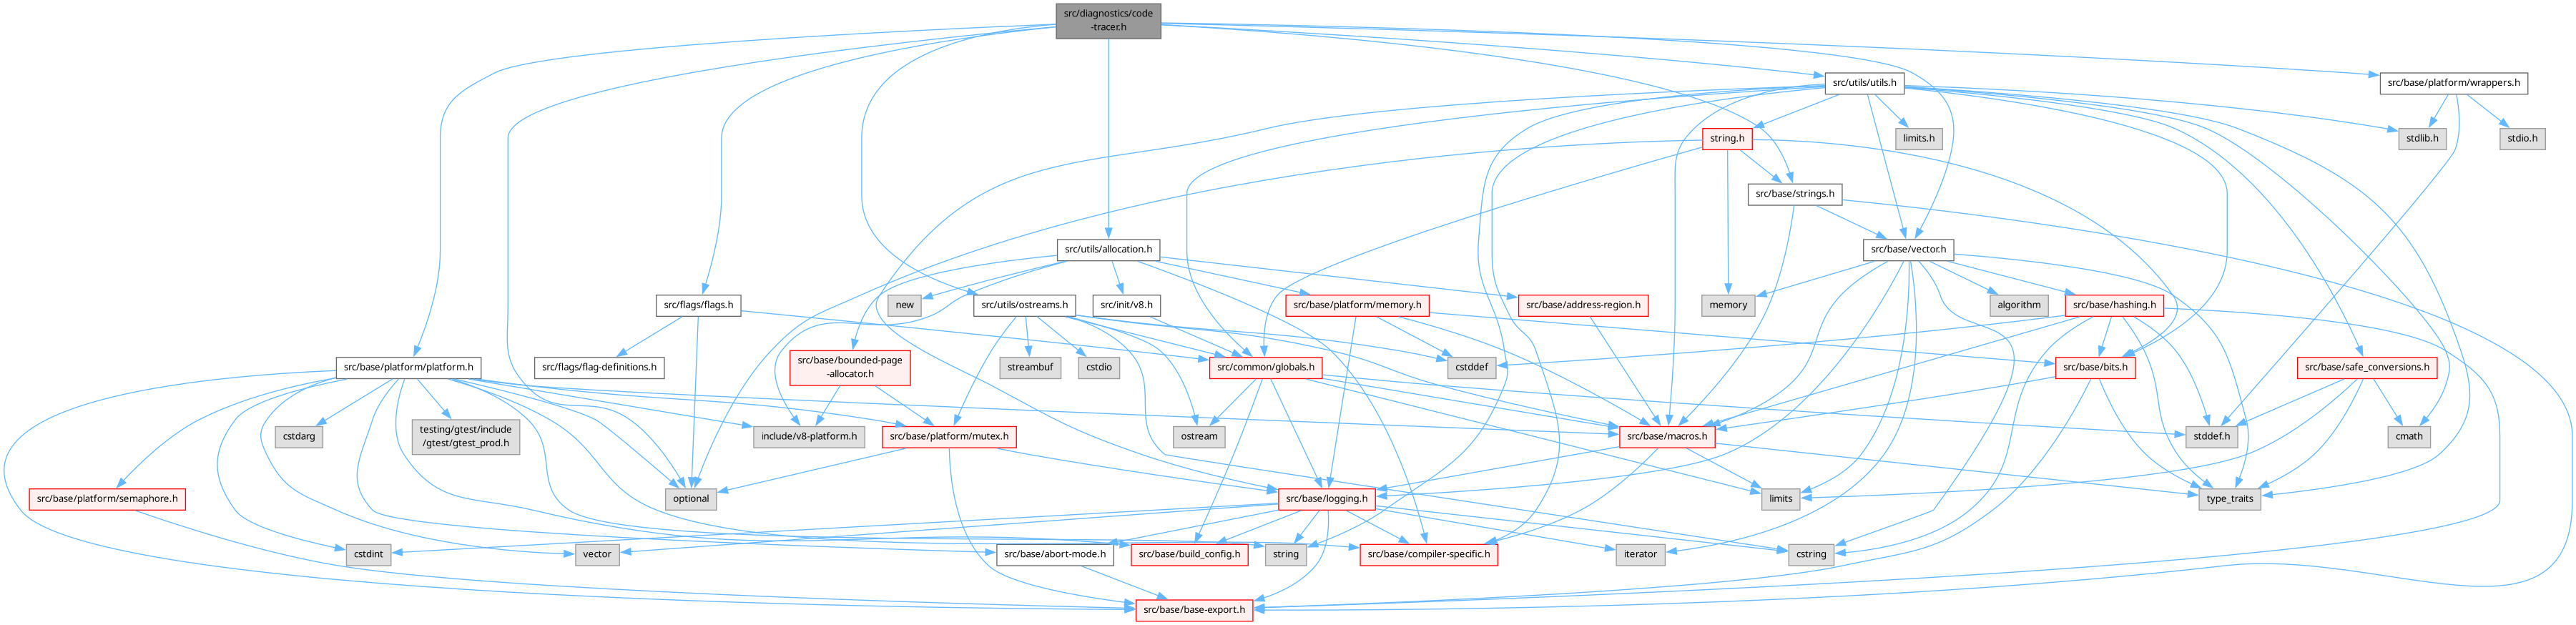 src/diagnostics/code
-tracer.h
src/utils/utils.h
src/base/platform/wrappers.h
string.h
limits.h
stdlib.h
stdio.h
src/base/strings.h
src/utils/allocation.h
src/base/vector.h
src/flags/flags.h
new
src/utils/ostreams.h
src/init/v8.h
src/base/platform/memory.h
src/base/address-region.h
memory
algorithm
src/base/hashing.h
src/base/platform/platform.h
src/flags/flag-definitions.h
src/base/bounded-page
-allocator.h
streambuf
cstdio
src/common/globals.h
cstddef
src/base/bits.h
src/base/safe_conversions.h
cstdarg
testing/gtest/include
/gtest/gtest_prod.h
include/v8-platform.h
src/base/platform/mutex.h
ostream
src/base/macros.h
stddef.h
cmath
src/base/platform/semaphore.h
optional
src/base/logging.h
limits
type_traits
cstdint
vector
string
src/base/abort-mode.h
src/base/build_config.h
src/base/compiler-specific.h
iterator
cstring
src/base/base-export.h